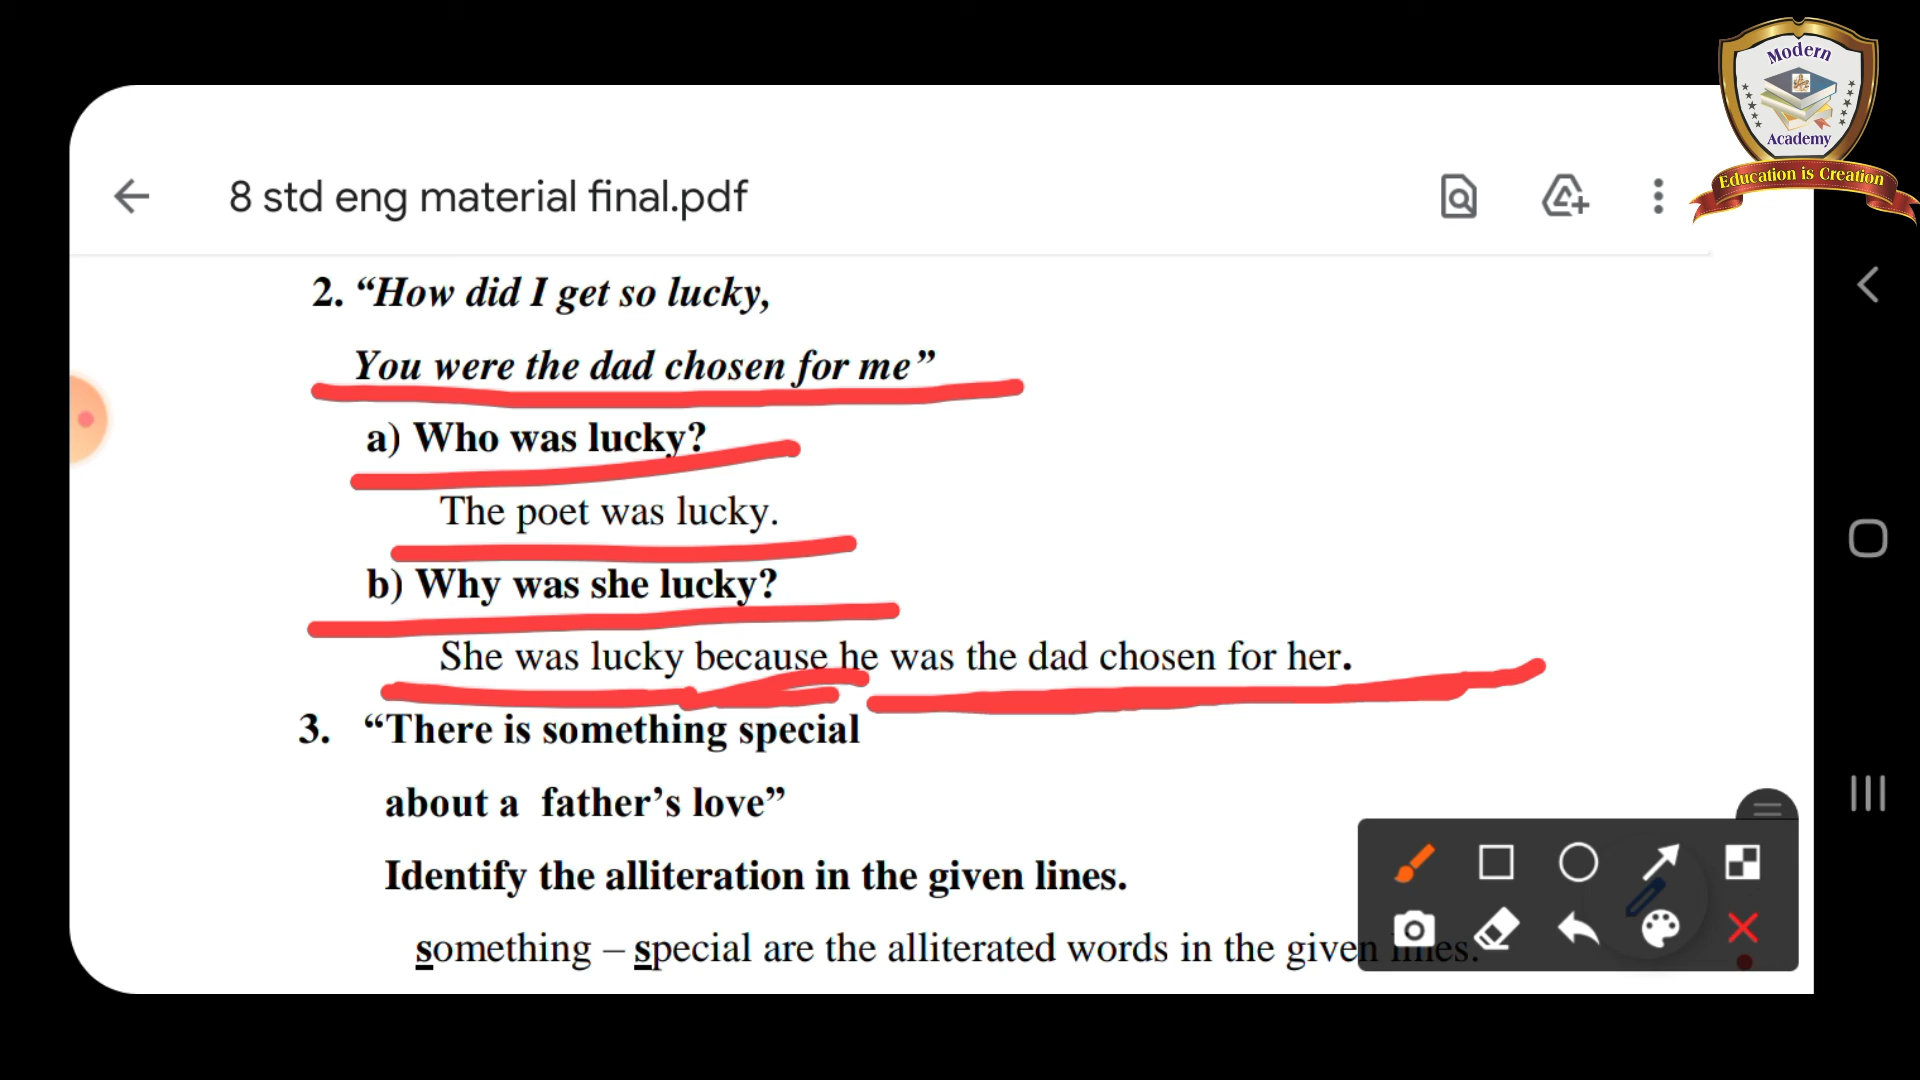 Modern
Academy
Education is Creation
8 std eng material final.pdf
2. “How did I get so lucky,
You were the dad chosen for me”
a) Who was lucky?
The poet was lucky.
b) Why was she lucky?
She was lucky because he was the dad chosen for her.
3. “There is something special
about a father’s love”
Identify the alliteration in the given lines.
something – special are the alliterated words in the given lines.